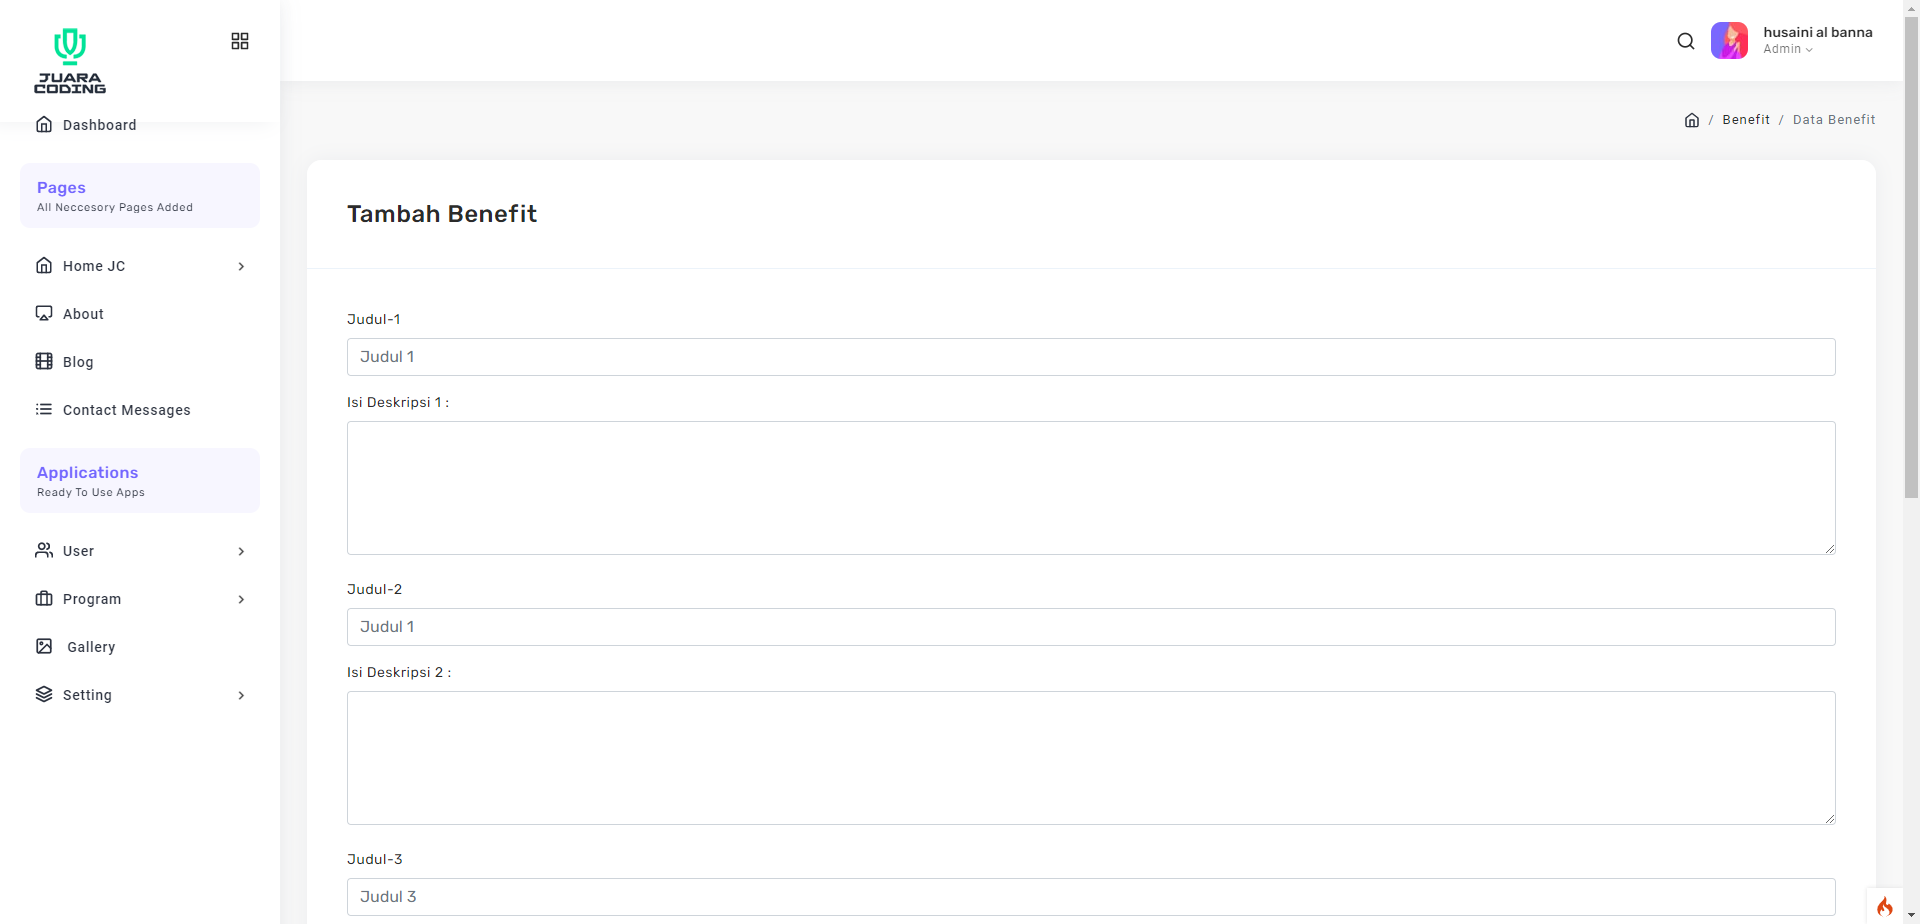 JUARA
CODING
husaini al banna
Admin
Dashboard
/ Benefit / Data Benefit
Pages
All Neccesory Pages Added
Home JC
About
Blog
Contact Messages
Applications
Ready To Use Apps
User
Program
Gallery
Setting
Tambah Benefit
Judul-1
Judul 1
Isi Deskripsi 1 :
Judul-2
Judul 1
Isi Deskripsi 2 :
Judul-3
Judul 3